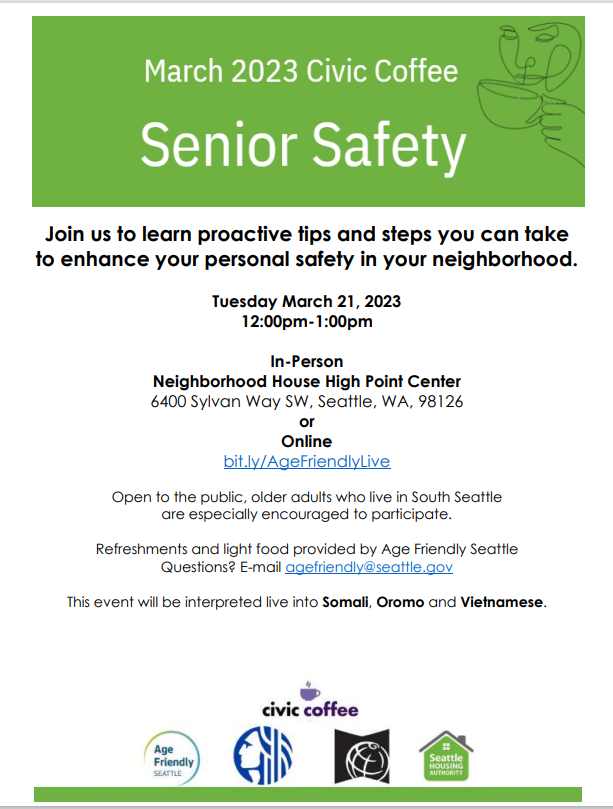 March 2023 Civic Coffee
Senior Safety
Join us to learn proactive tips and steps you can take
to enhance your personal safety in your neighborhood.
Tuesday March 21, 2023
12:00pm-1:00pm
In-Person
Neighborhood House High Point Center
6400 Sylvan Way SW, Seattle, WA, 98126
or
Online
bit.ly/AgeFriendlyLive
Open to the public, older adults who live in South Seattle
are especially encouraged to participate.
Refreshments and light food provided by Age Friendly Seattle
Questions? E-mail agefriendly@seattle.gov
This event will be interpreted live into Somali, Oromo and Vietnamese.
civic coffee
Age
Friendly
SEATTLE
Seattle
HOUSING
AUTHORITY